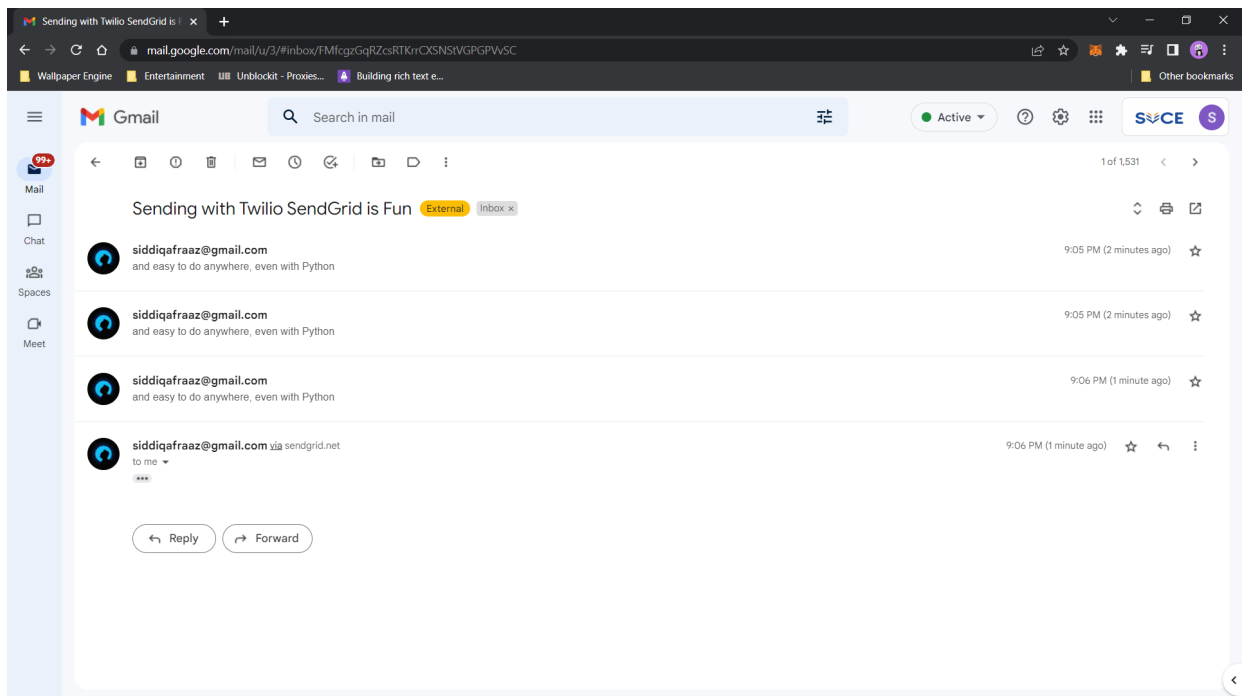 Sending with Twilio SendGrid is F
mail.google.com/mail/u/3/#inbox/FMfcgzGqRZcsRTKrrCXSNStVGPGPVvSC
Wallpaper Engine Entertainment UB Unblockit - Proxies... Building rich text e... Other bookmarks
Gmail Search in mail Active SVCE S
99+
Mail
1 of 1,531
Sending with Twilio SendGrid is Fun External Inbox ×
Chat
siddiqafraaz@gmail.com 9:05 PM (2 minutes ago)
and easy to do anywhere, even with Python
Spaces
siddiqafraaz@gmail.com 9:05 PM (2 minutes ago)
and easy to do anywhere, even with Python
Meet
siddiqafraaz@gmail.com 9:06 PM (1 minute ago)
and easy to do anywhere, even with Python
siddiqafraaz@gmail.com via sendgrid.net 9:06 PM (1 minute ago)
to me
Reply Forward